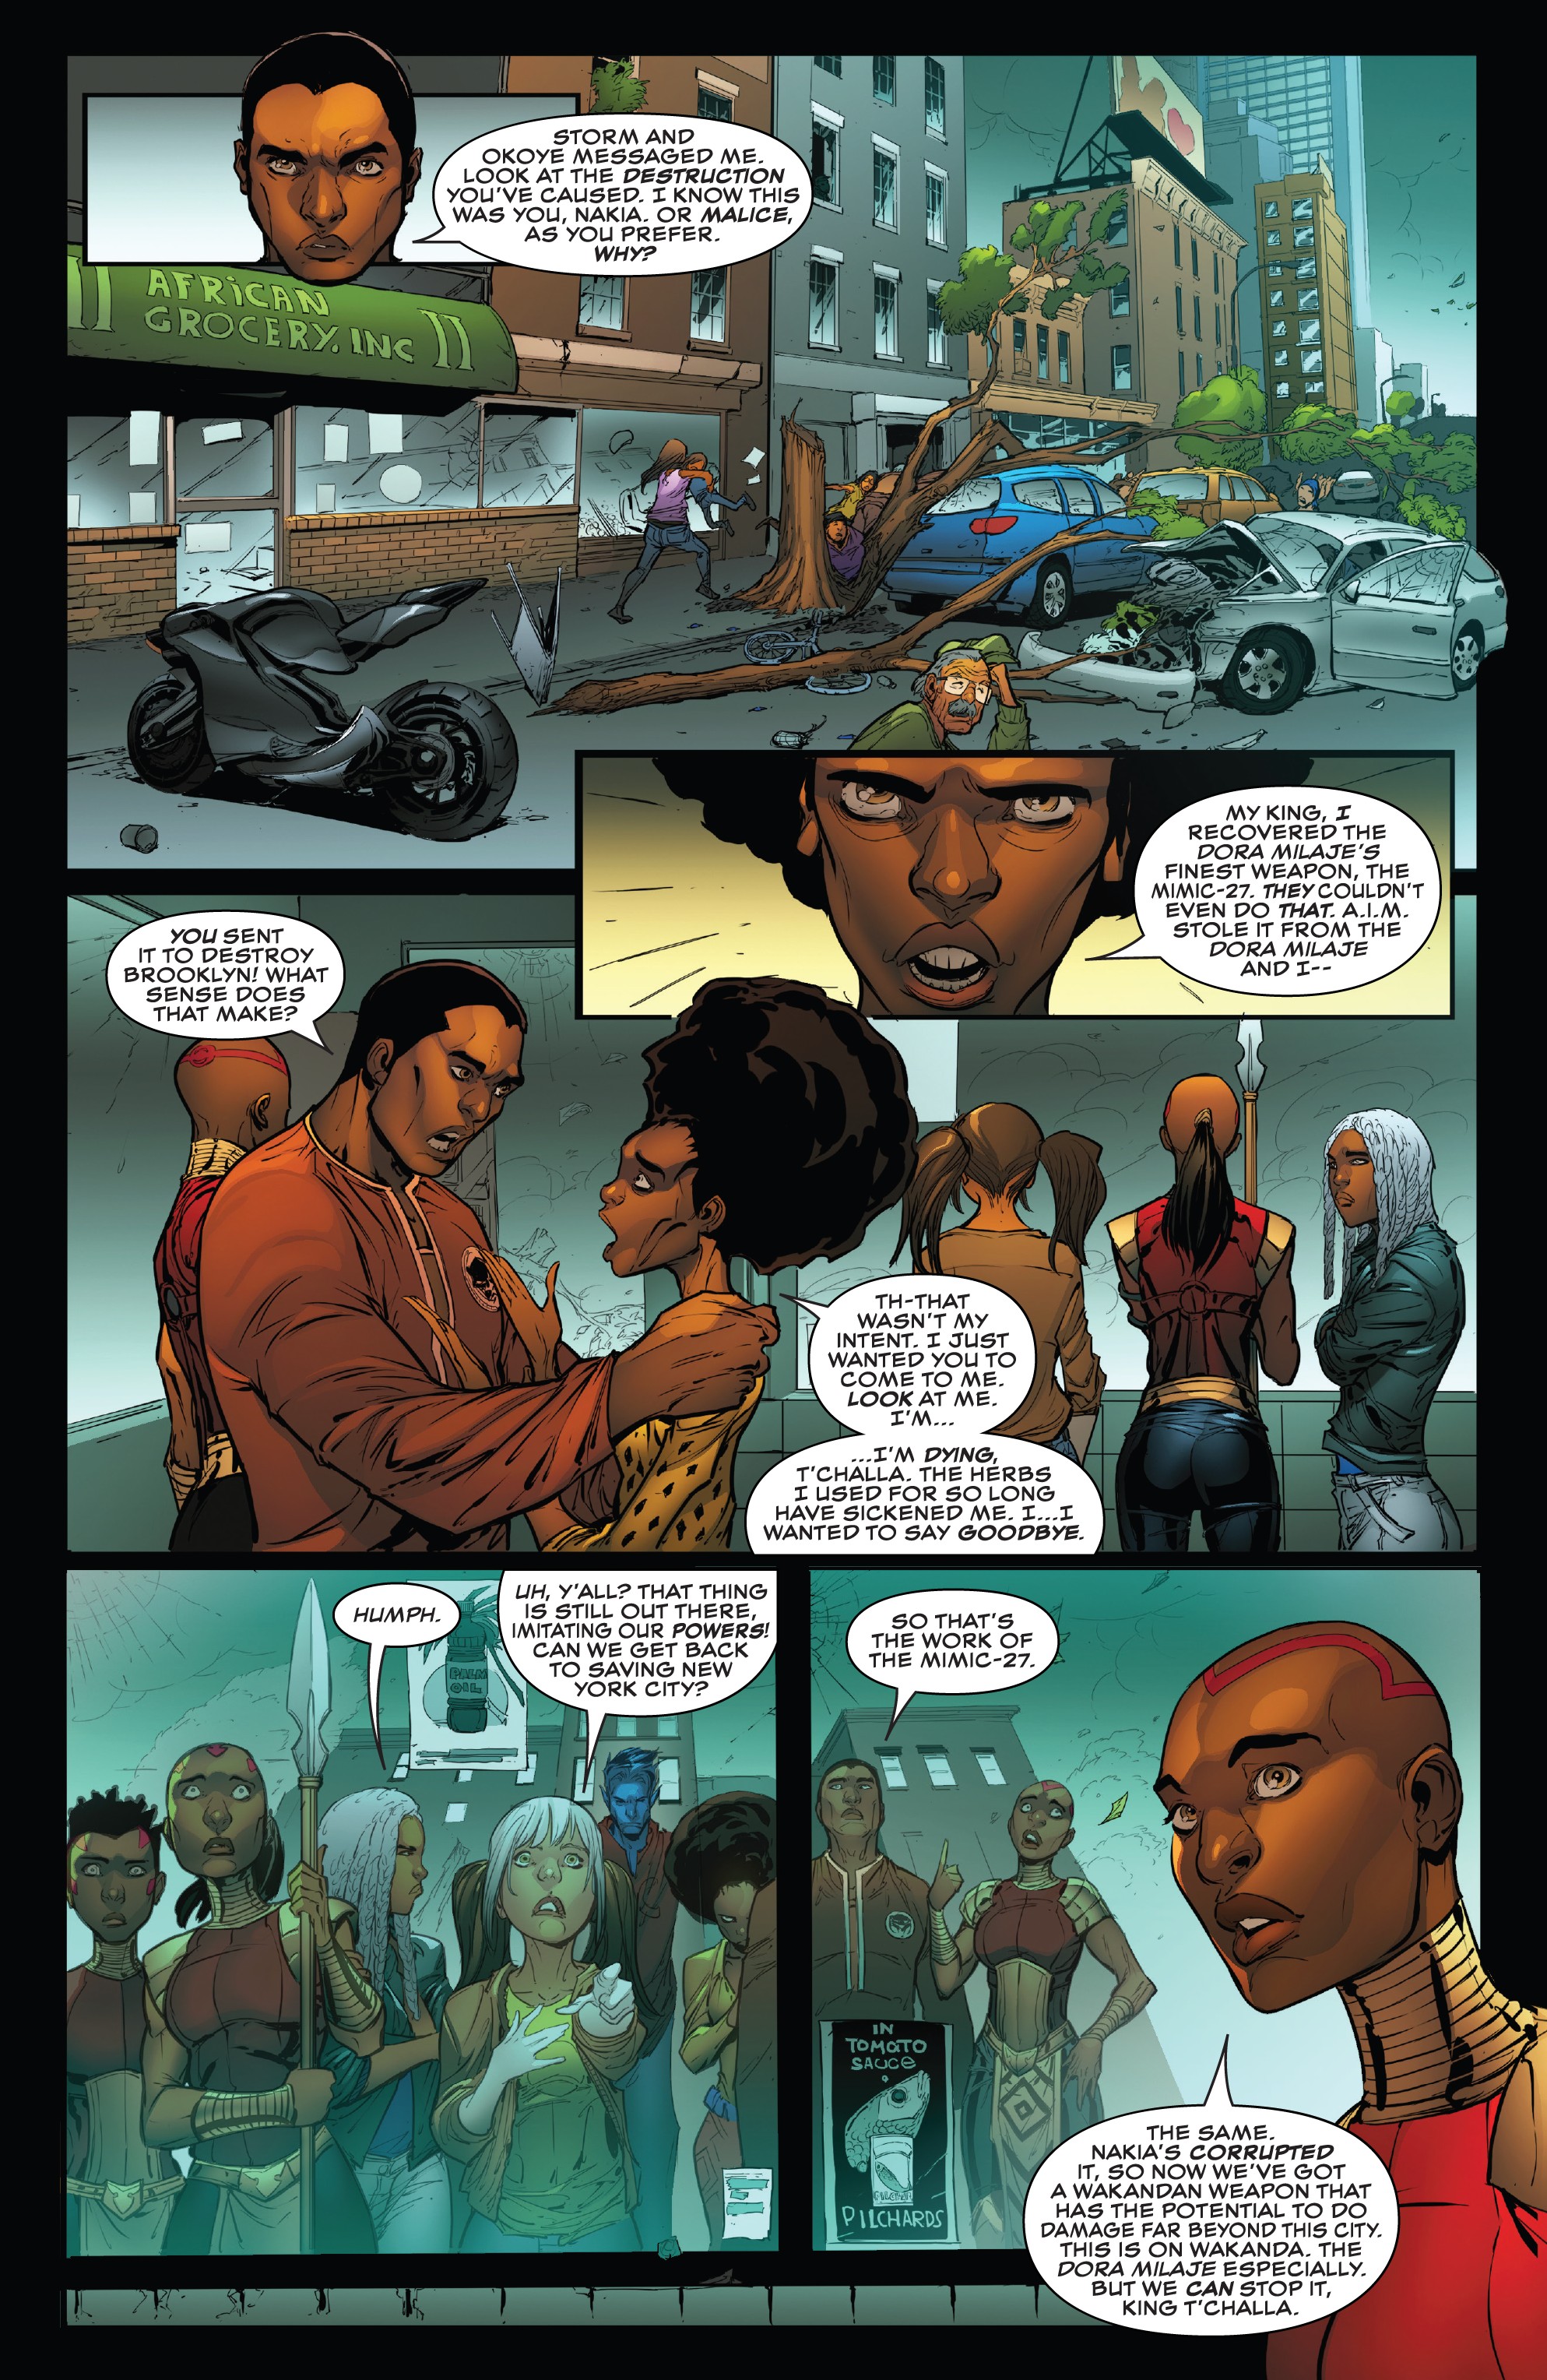 STORM AND
OKOYE MESSAGED ME.
LOOK AT THE DESTRUCTION
YOU'VE CAUSED. I KNOW THIS
WAS YOU, NAKIA. OR MALICE,
AS YOU PREFER.
WHY?
AFRICAN
GROCERY, INC
MY KING, I
RECOVERED THE
DORA MILAJE'S
FINEST WEAPON, THE
MIMIC-27. THEY COULDN'T
EVEN DO THAT. A.I.M.
STOLE IT FROM THE
DORA MILAJE
AND I--
YOU SENT
IT TO DESTROY
BROOKLYN! WHAT
SENSE DOES
THAT MAKE?
TH-THAT
WASN'T MY
INTENT. I JUST
WANTED YOU TO
COME TO ME.
LOOK AT ME.
I'M...
...I'M DYING,
T'CHALLA. THE HERBS
I USED FOR SO LONG
HAVE SICKENED ME. I...I
WANTED TO SAY GOODBYE.
HUMPH.
UH, Y'ALL? THAT THING
IS STILL OUT THERE,
IMITATING OUR POWERS!
CAN WE GET BACK
TO SAVING NEW
YORK CITY?
PALM
OIL
SO THAT'S
THE WORK OF
THE MIMIC-27.
IN
TOMATO
SAUCE
PILCHARDS
THE SAME.
NAKIA'S CORRUPTED
IT, SO NOW WE'VE GOT
A WAKANDAN WEAPON THAT
HAS THE POTENTIAL TO DO
DAMAGE FAR BEYOND THIS CITY.
THIS IS ON WAKANDA. THE
DORA MILAJE ESPECIALLY.
BUT WE CAN STOP IT,
KING T'CHALLA.